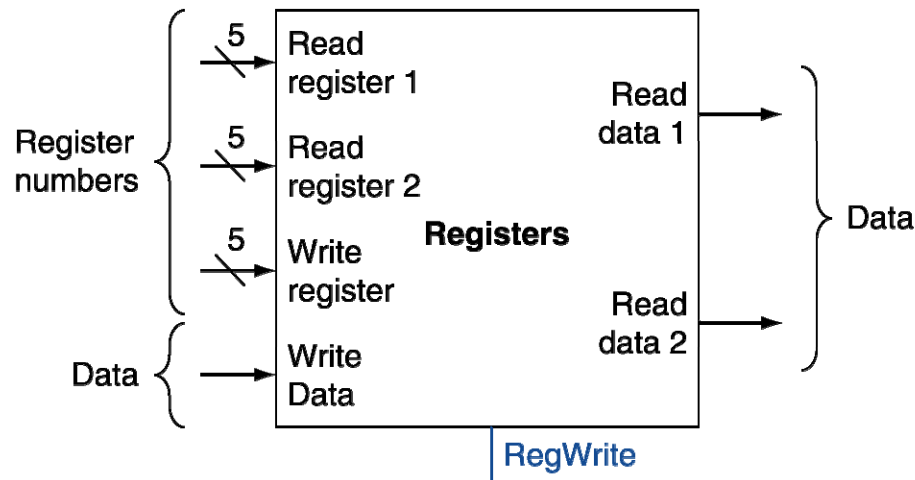 5
Read
register 1
5
Read
register 2
5
Write
register
Write
Data
Register
numbers
Data
Registers
Read
data 1
Read
data 2
Data
RegWrite